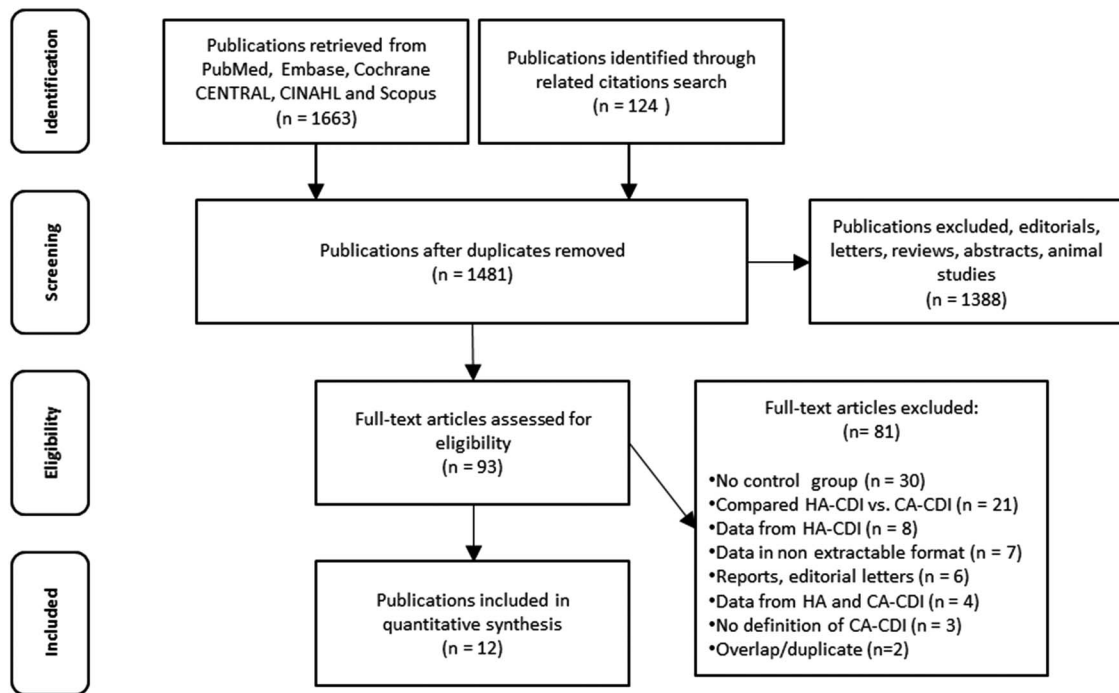 Identification
Publications retrieved from
PubMed, Embase, Cochrane
CENTRAL, CINAHL and Scopus
(n = 1663)
Publications identified through
related citations search
(n = 124 )
Screening
Publications after duplicates removed
(n = 1481)
Publications excluded, editorials,
letters, reviews, abstracts, animal
studies
(n = 1388)
Eligibility
Full-text articles assessed for
eligibility
(n = 93)
Full-text articles excluded:
(n= 81)
•No control group (n = 30)
•Compared HA-CDI vs. CA-CDI (n = 21)
•Data from HA-CDI (n = 8)
•Data in non extractable format (n = 7)
•Reports, editorial letters (n = 6)
•Data from HA and CA-CDI (n = 4)
•No definition of CA-CDI (n = 3)
•Overlap/duplicate (n=2)
Included
Publications included in
quantitative synthesis
(n = 12)